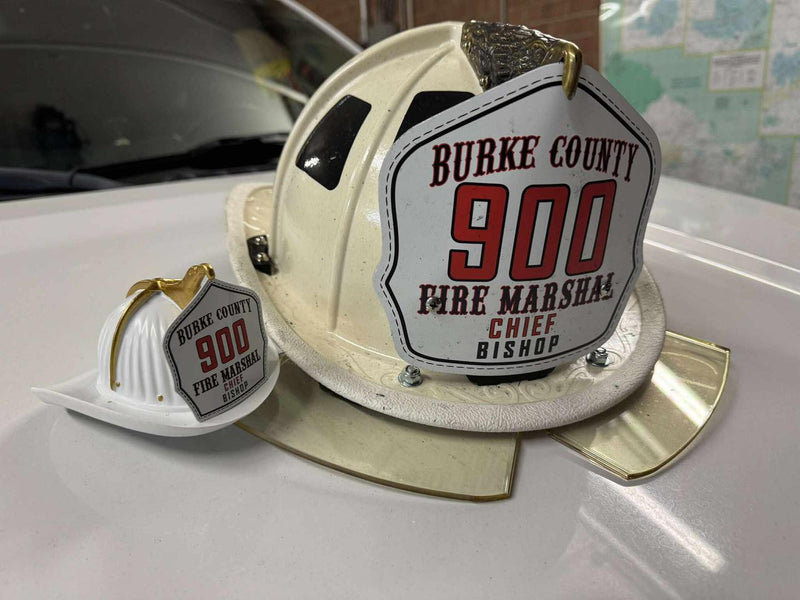 BURKE COUNTY
900
FIRE MARSHAL
CHIEF
BISHOP
BURKE COUNTY
900
FIRE MARSHAL
CHIEF
BISHOP